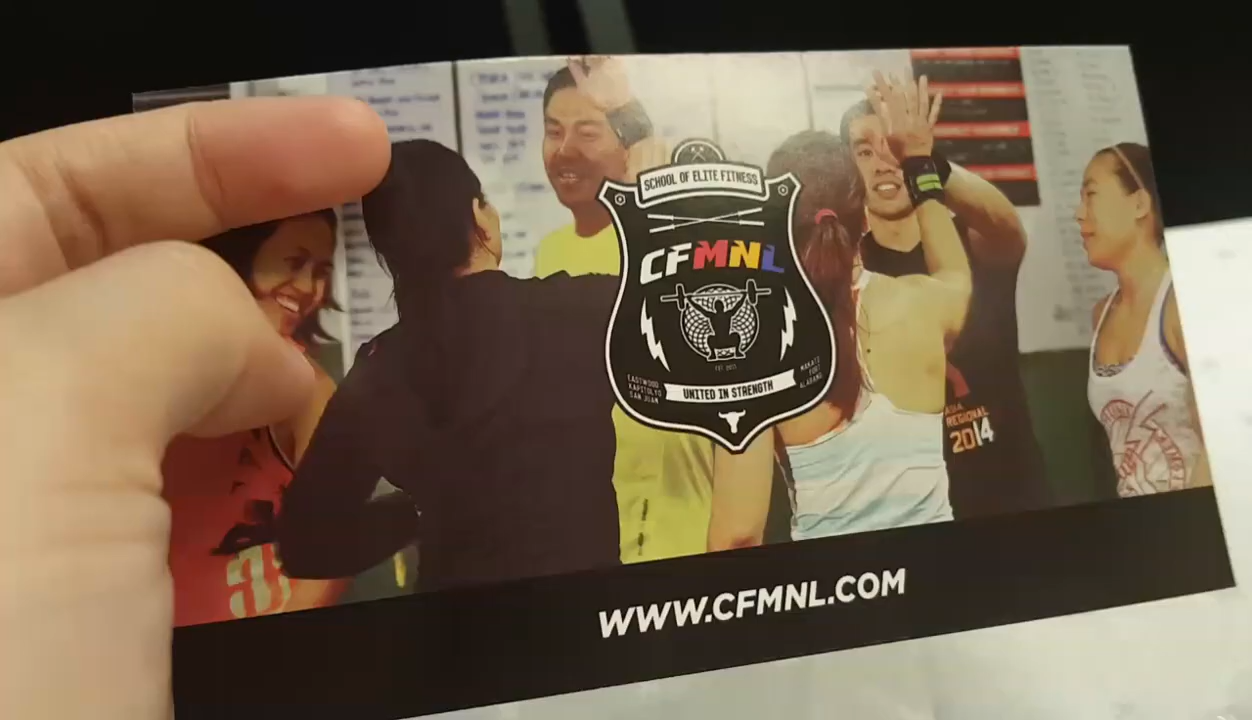 SCHOOL OF ELITE FITNESS
CFMNL
EST 2011
EASTWOOD
KAPITOLYO
SAN JUAN
MAKATI
FORT
ALABANG
UNITED IN STRENGTH
ASIA
REGIONAL
2014
WWW.CFMNL.COM